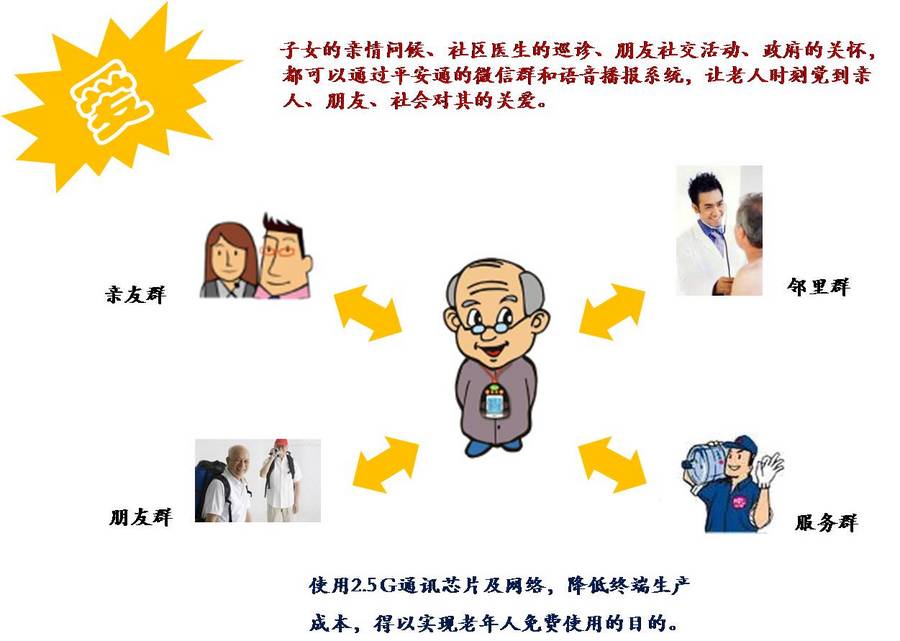 爱
子女的亲情问候、社区医生的巡诊、朋友社交活动、政府的关怀，
都可以通过平安通的微信群和语音播报系统，让老人时刻觉到亲
人、朋友、社会对其的关爱。
亲友群
邻里群
朋友群
服务群
使用2.5G通讯芯片及网络，降低终端生产
成本，得以实现老年人免费使用的目的。